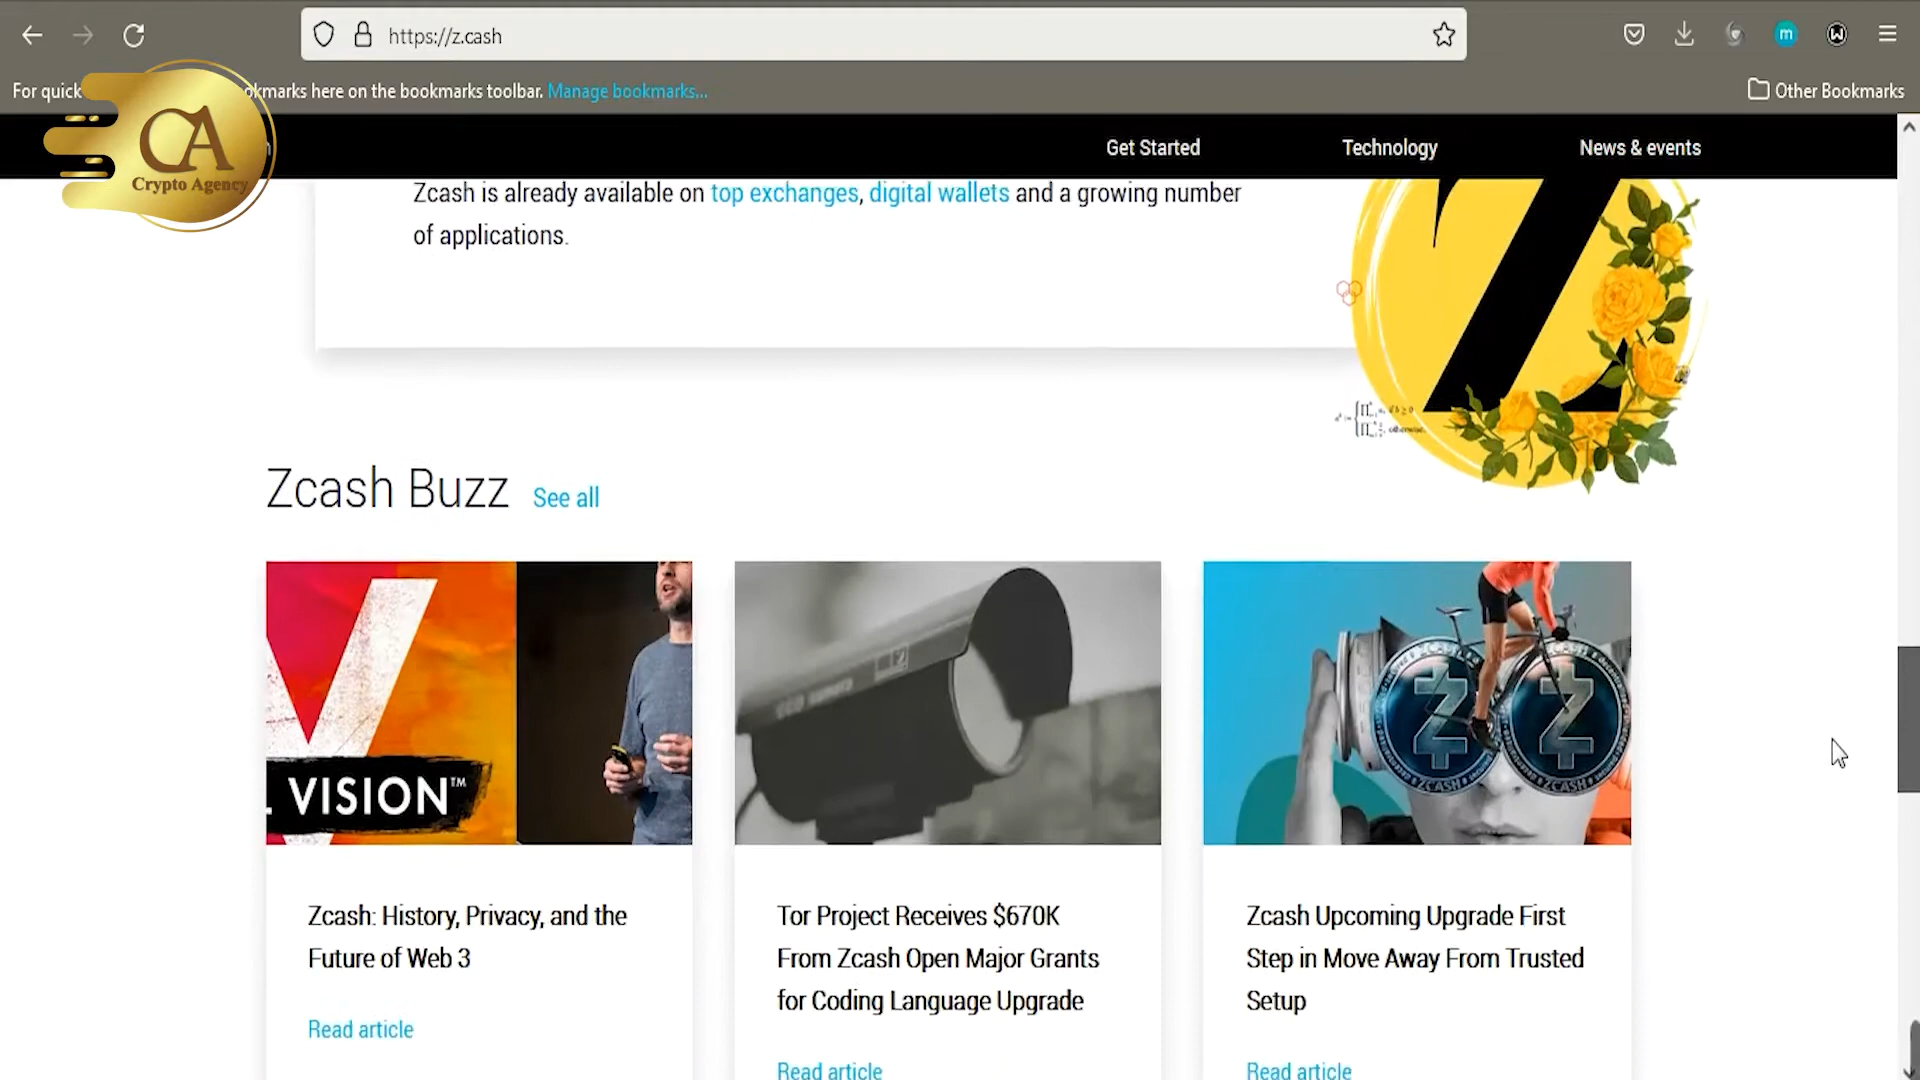 https://z.cash
For quick
okmarks here on the bookmarks toolbar. Manage bookmarks...
Other Bookmarks
CA
Crypto Agency
Get Started
Technology
News & events
Zcash is already available on top exchanges, digital wallets and a growing number
of applications.
Zcash Buzz See all
VISION™
Zcash: History, Privacy, and the
Future of Web 3
Read article
Tor Project Receives $670K
From Zcash Open Major Grants
for Coding Language Upgrade
Read article
Zcash Upcoming Upgrade First
Step in Move Away From Trusted
Setup
Read article